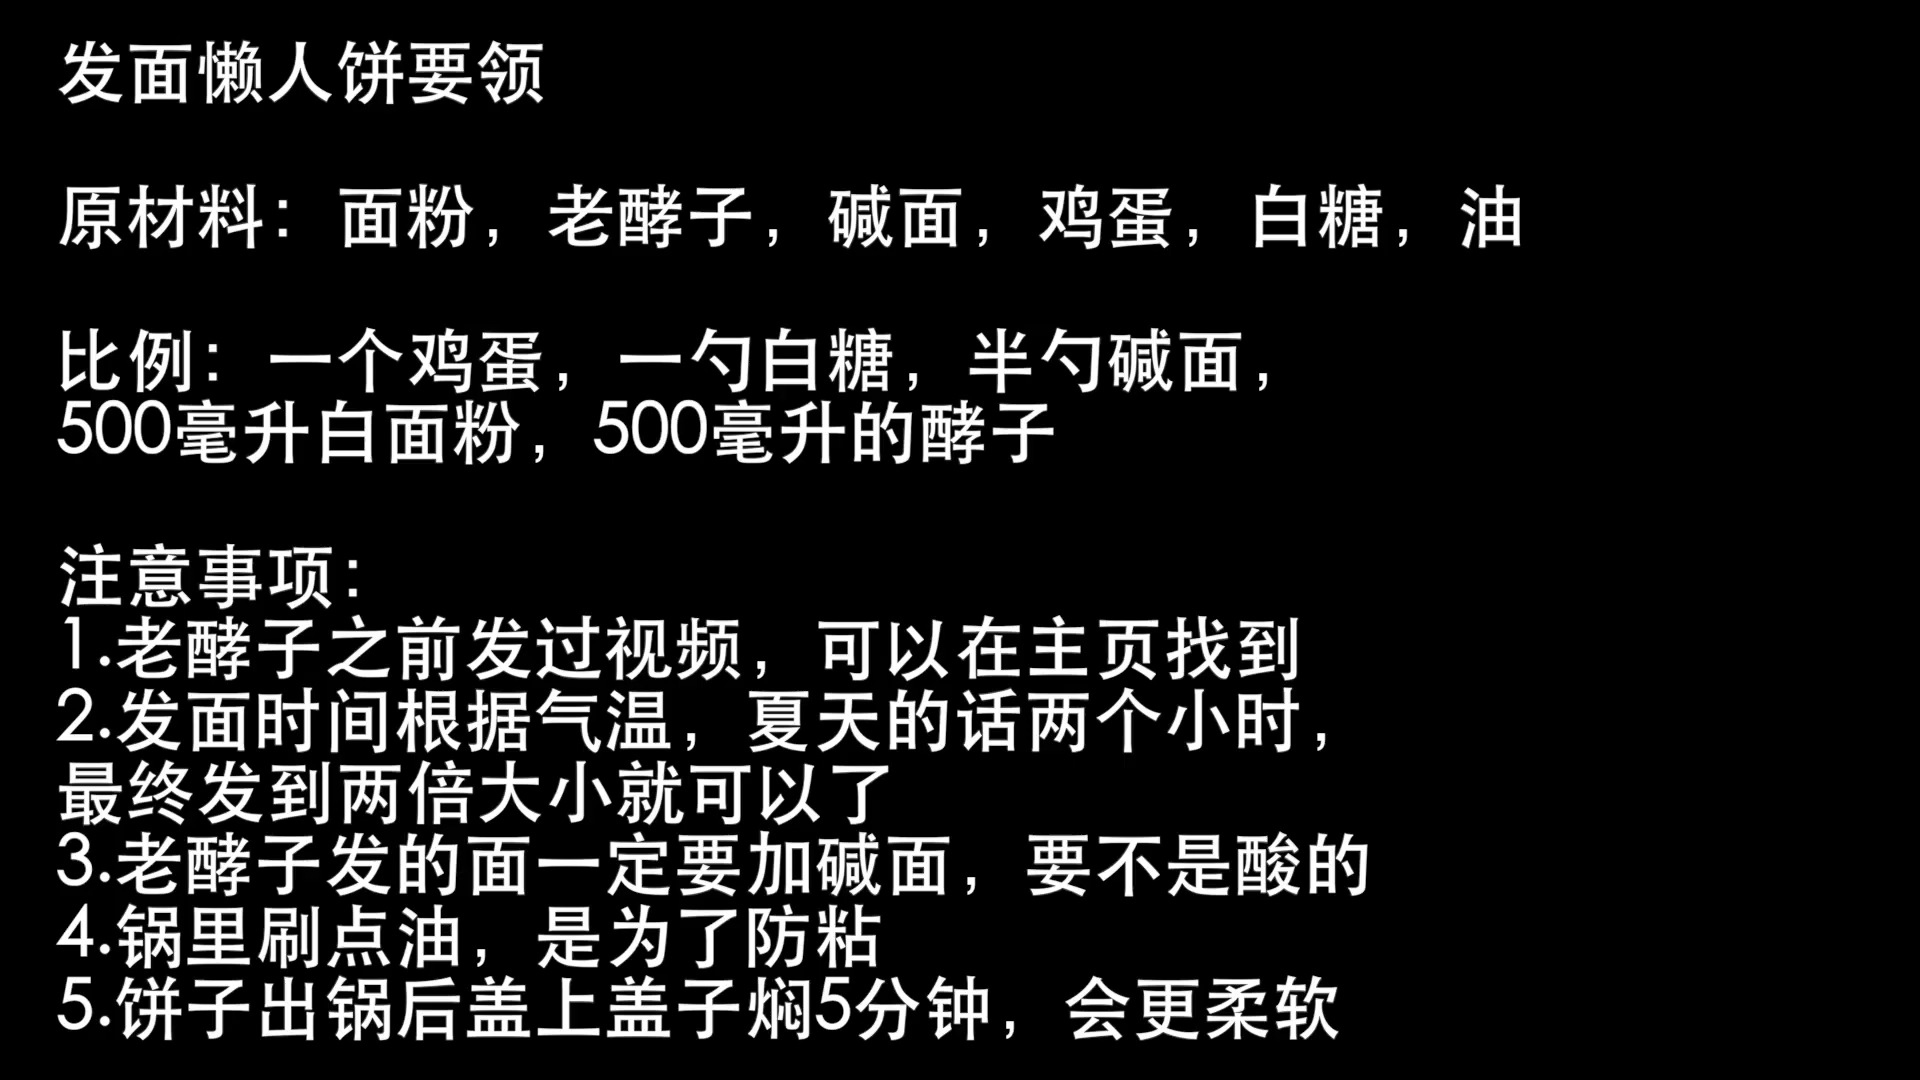 发面懒人饼要领
原材料：面粉，老酵子，碱面，鸡蛋，白糖，油
比例：一个鸡蛋，一勺白糖，半勺碱面，
500毫升白面粉，500毫升的酵子
注意事项：
1.老酵子之前发过视频，可以在主页找到
2.发面时间根据气温，夏天的话两个小时，
最终发到两倍大小就可以了
3.老酵子发的面一定要加碱面，要不是酸的
4.锅里刷点油，是为了防粘
5.饼子出锅后盖上盖子焖5分钟，会更柔软